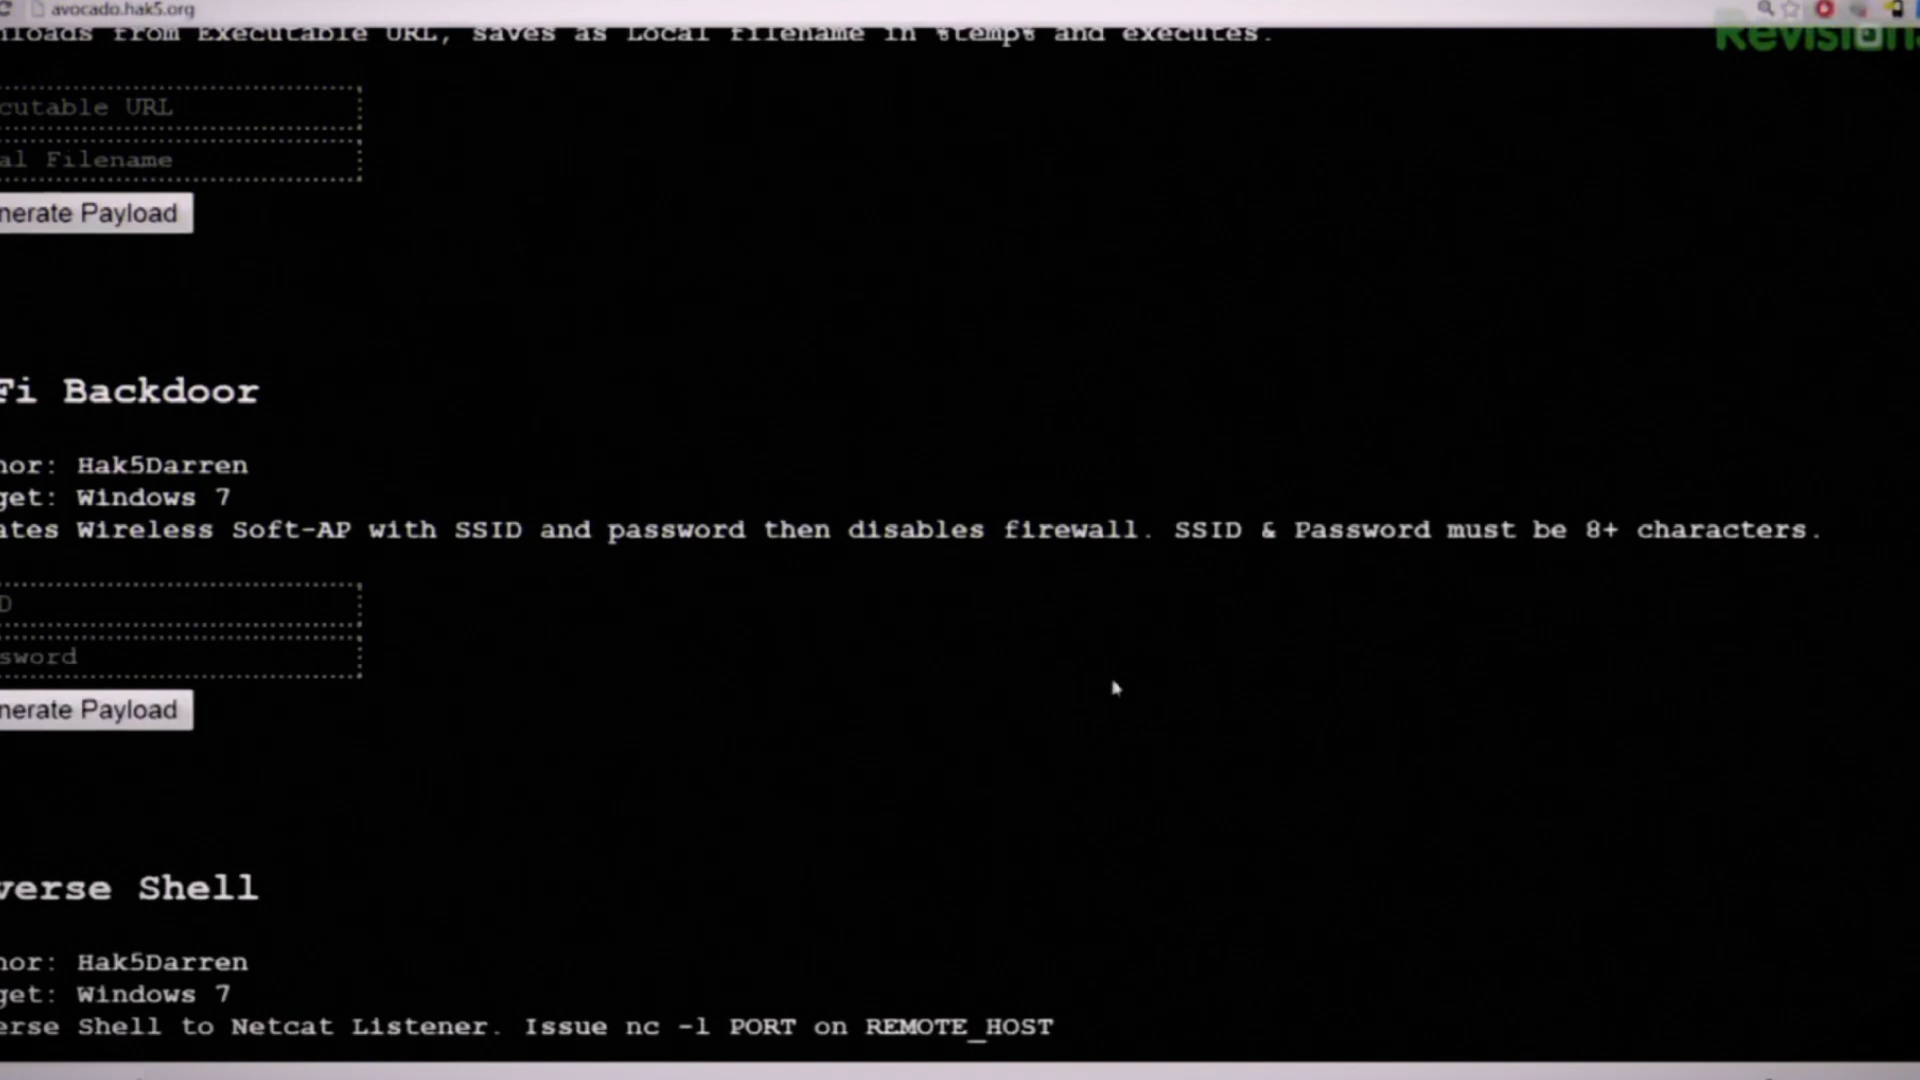 avocado.hak5.org
nloads from Executable URL, saves as Local filename in %temp% and executes.
Revision
cutable URL
al Filename
nerate Payload
Fi Backdoor
hor: Hak5Darren
get: Windows 7
ates Wireless Soft-AP with SSID and password then disables firewall. SSID & Password must be 8+ characters.
D
sword
nerate Payload
verse Shell
hor: Hak5Darren
get: Windows 7
erse Shell to Netcat Listener. Issue nc -l PORT on REMOTE_HOST